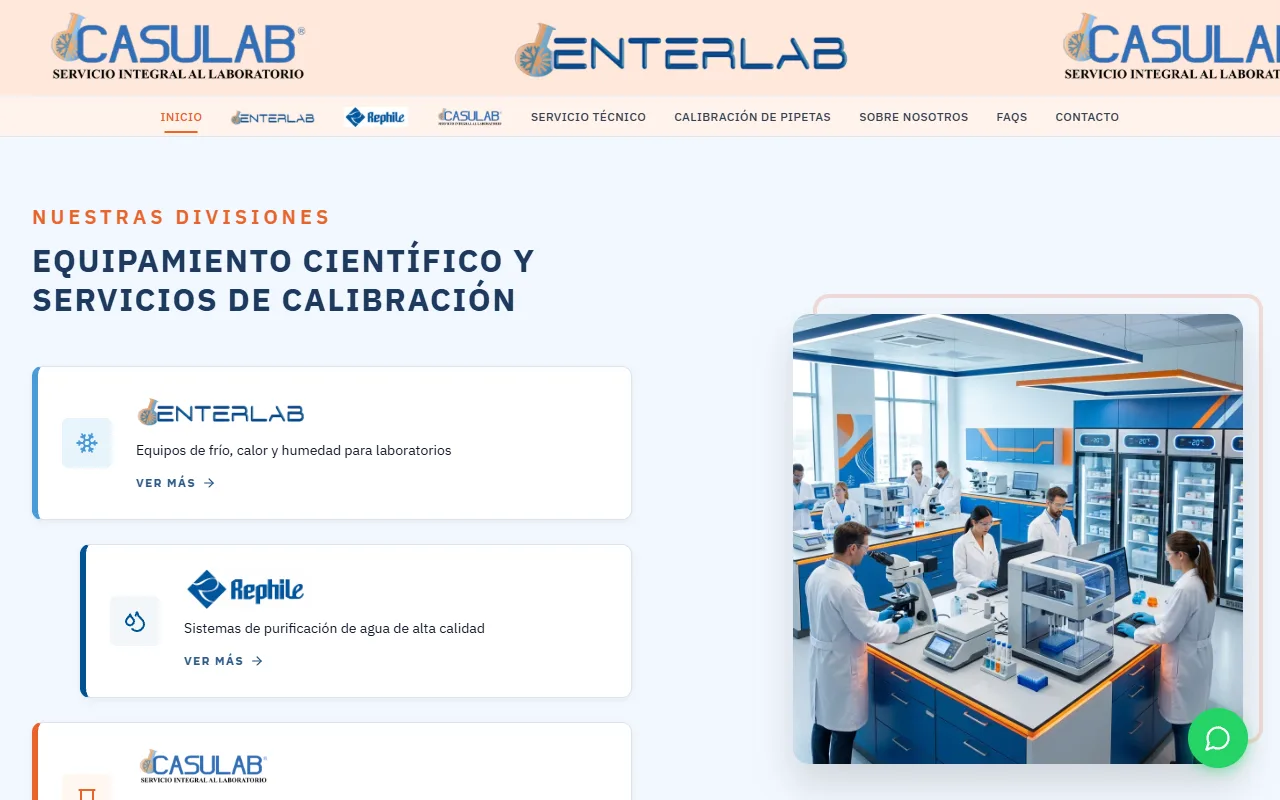 CASULAB®
SERVICIO INTEGRAL AL LABORATORIO
ENTERLAB
CASULA
SERVICIO INTEGRAL AL LABORAT
INICIO
ENTERLAB
Rephile
CASULAB
SERVICIO TÉCNICO
CALIBRACIÓN DE PIPETAS
SOBRE NOSOTROS
FAQS
CONTACTO
NUESTRAS DIVISIONES
EQUIPAMIENTO CIENTÍFICO Y
SERVICIOS DE CALIBRACIÓN
ENTERLAB
Equipos de frío, calor y humedad para laboratorios
VER MÁS →
Rephile
Sistemas de purificación de agua de alta calidad
VER MÁS →
CASULAB
SERVICIO INTEGRAL AL LABORATORIO